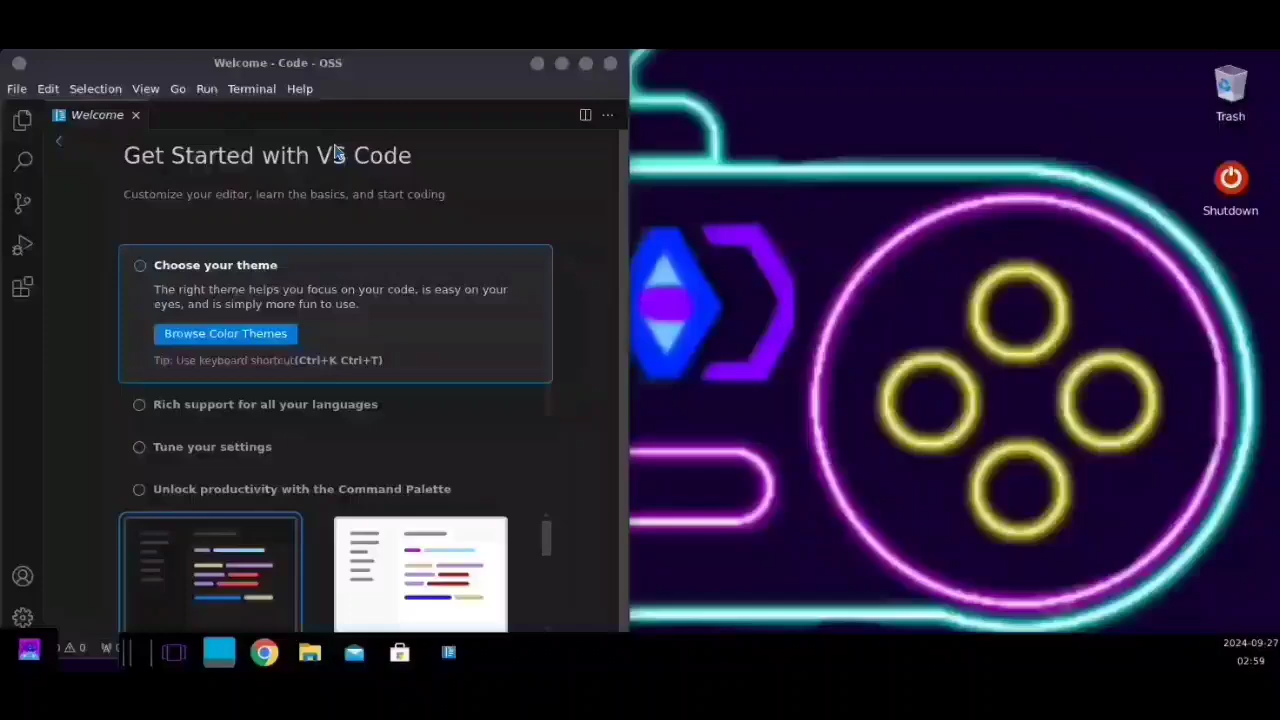 Welcome - Code - OSS
File Edit Selection View Go Run Terminal Help
Welcome
Get Started with VS Code
Customize your editor, learn the basics, and start coding
Choose your theme
The right theme helps you focus on your code, is easy on your
eyes, and is simply more fun to use.
Browse Color Themes
Tip: Use keyboard shortcut(Ctrl+K Ctrl+T)
Rich support for all your languages
Tune your settings
Unlock productivity with the Command Palette
Trash
Shutdown
0
2024-09-27
02:59